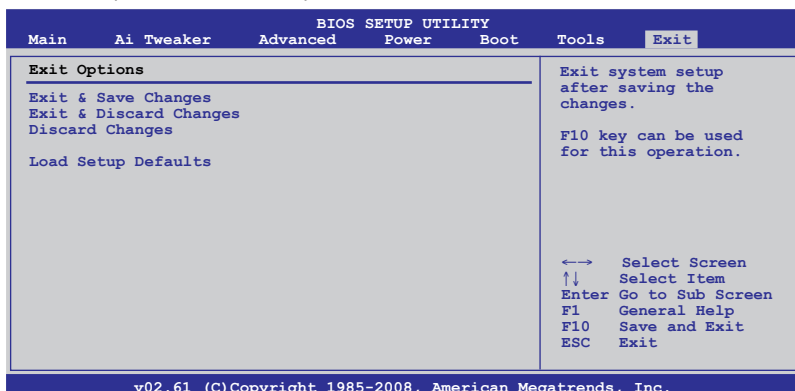 BIOS SETUP UTILITY
Main Ai Tweaker Advanced Power Boot Tools Exit
Exit Options
Exit & Save Changes
Exit & Discard Changes
Discard Changes
Load Setup Defaults
Exit system setup
after saving the
changes.
F10 key can be used
for this operation.
←→ Select Screen
↑↓ Select Item
Enter Go to Sub Screen
F1 General Help
F10 Save and Exit
ESC Exit
v02.61 (C)Copyright 1985-2008, American Megatrends, Inc.